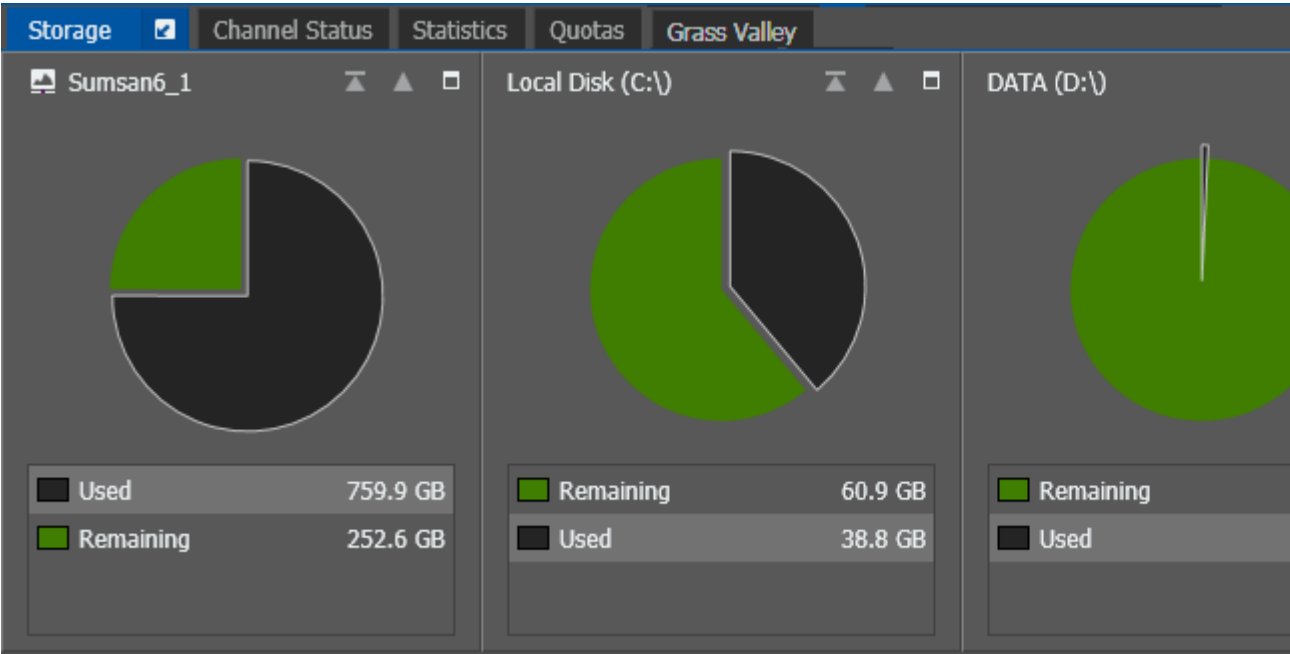 Storage Channel Status Statistics Quotas Grass Valley
Sumsan6_1
Used 759.9 GB
Remaining 252.6 GB
Local Disk (C:\)
Remaining 60.9 GB
Used 38.8 GB
DATA (D:\)
Remaining
Used